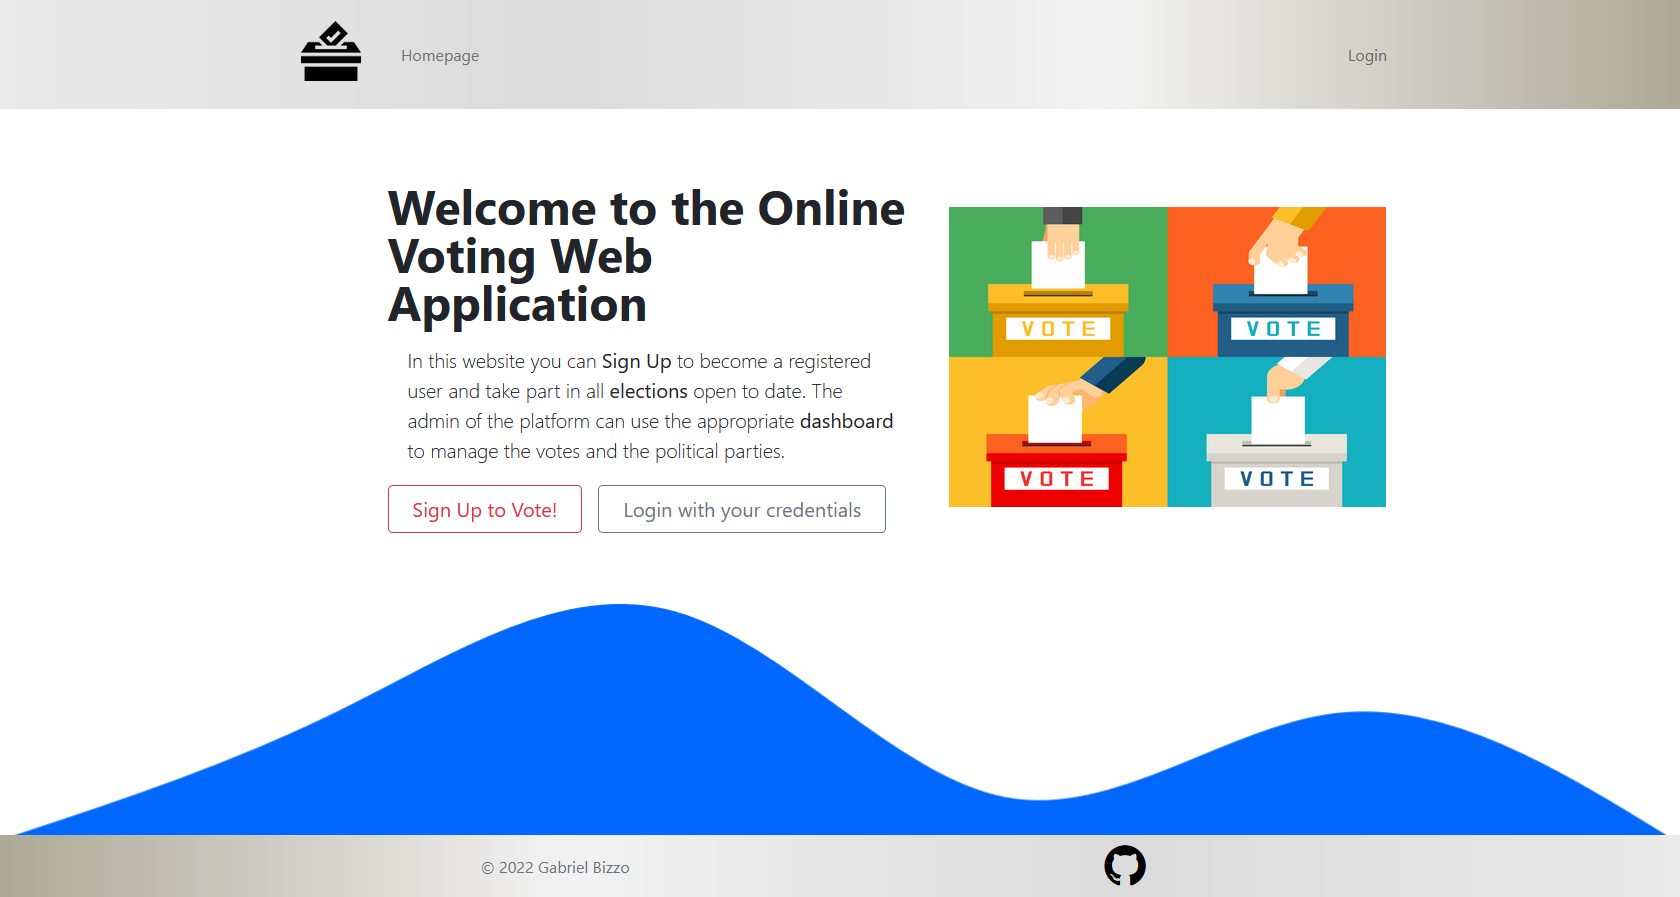 Homepage
Login
Welcome to the Online
Voting Web
Application
In this website you can Sign Up to become a registered
user and take part in all elections open to date. The
admin of the platform can use the appropriate dashboard
to manage the votes and the political parties.
Sign Up to Vote!
Login with your credentials
VOTE
VOTE
VOTE
VOTE
© 2022 Gabriel Bizzo